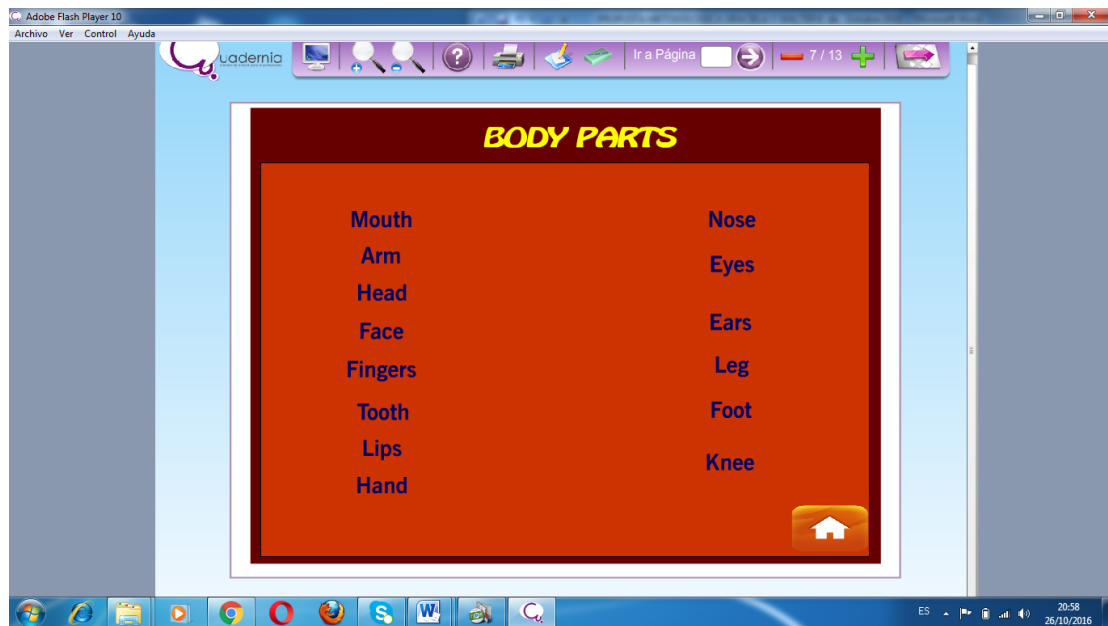 Adobe Flash Player 10
Archivo Ver Control Ayuda
uadernia
Ir a Página
7 / 13
BODY PARTS
Mouth
Arm
Head
Face
Fingers
Tooth
Lips
Hand
Nose
Eyes
Ears
Leg
Foot
Knee
ES
20:58
26/10/2016